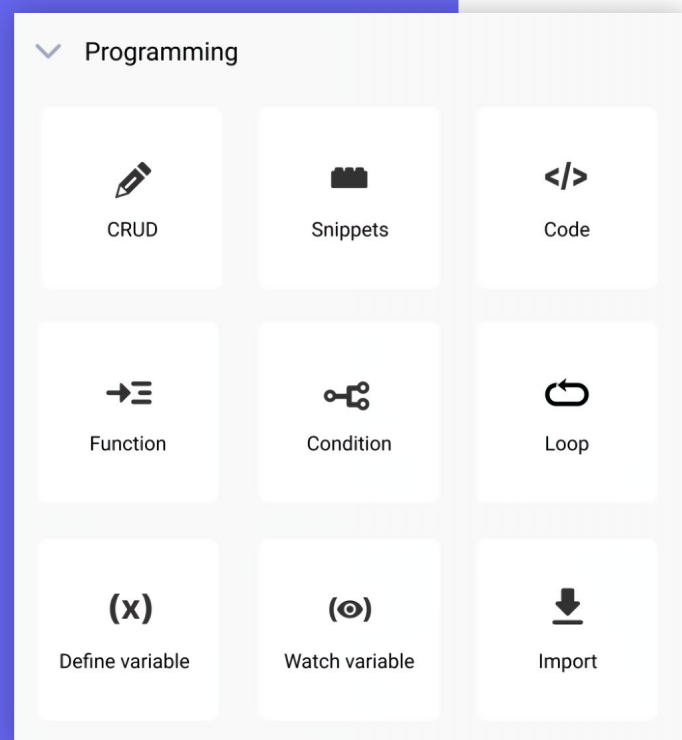 Programming
CRUD
Snippets
Code
Function
Condition
Loop
(x)
Define variable
Watch variable
Import